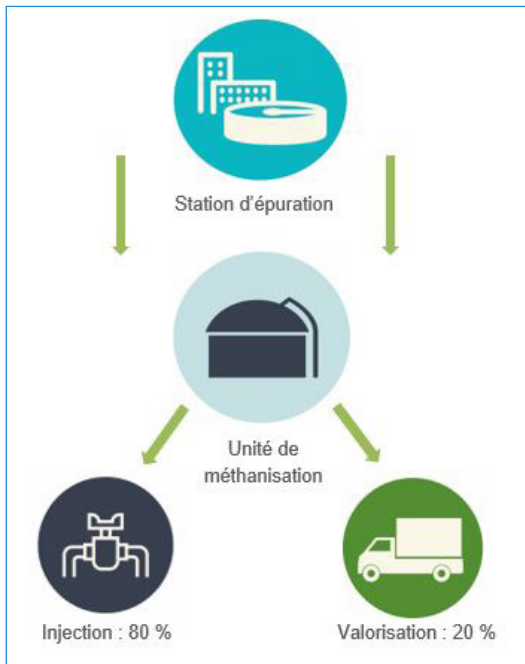 Station d'épuration
Unité de
méthanisation
Injection : 80 %
Valorisation : 20 %